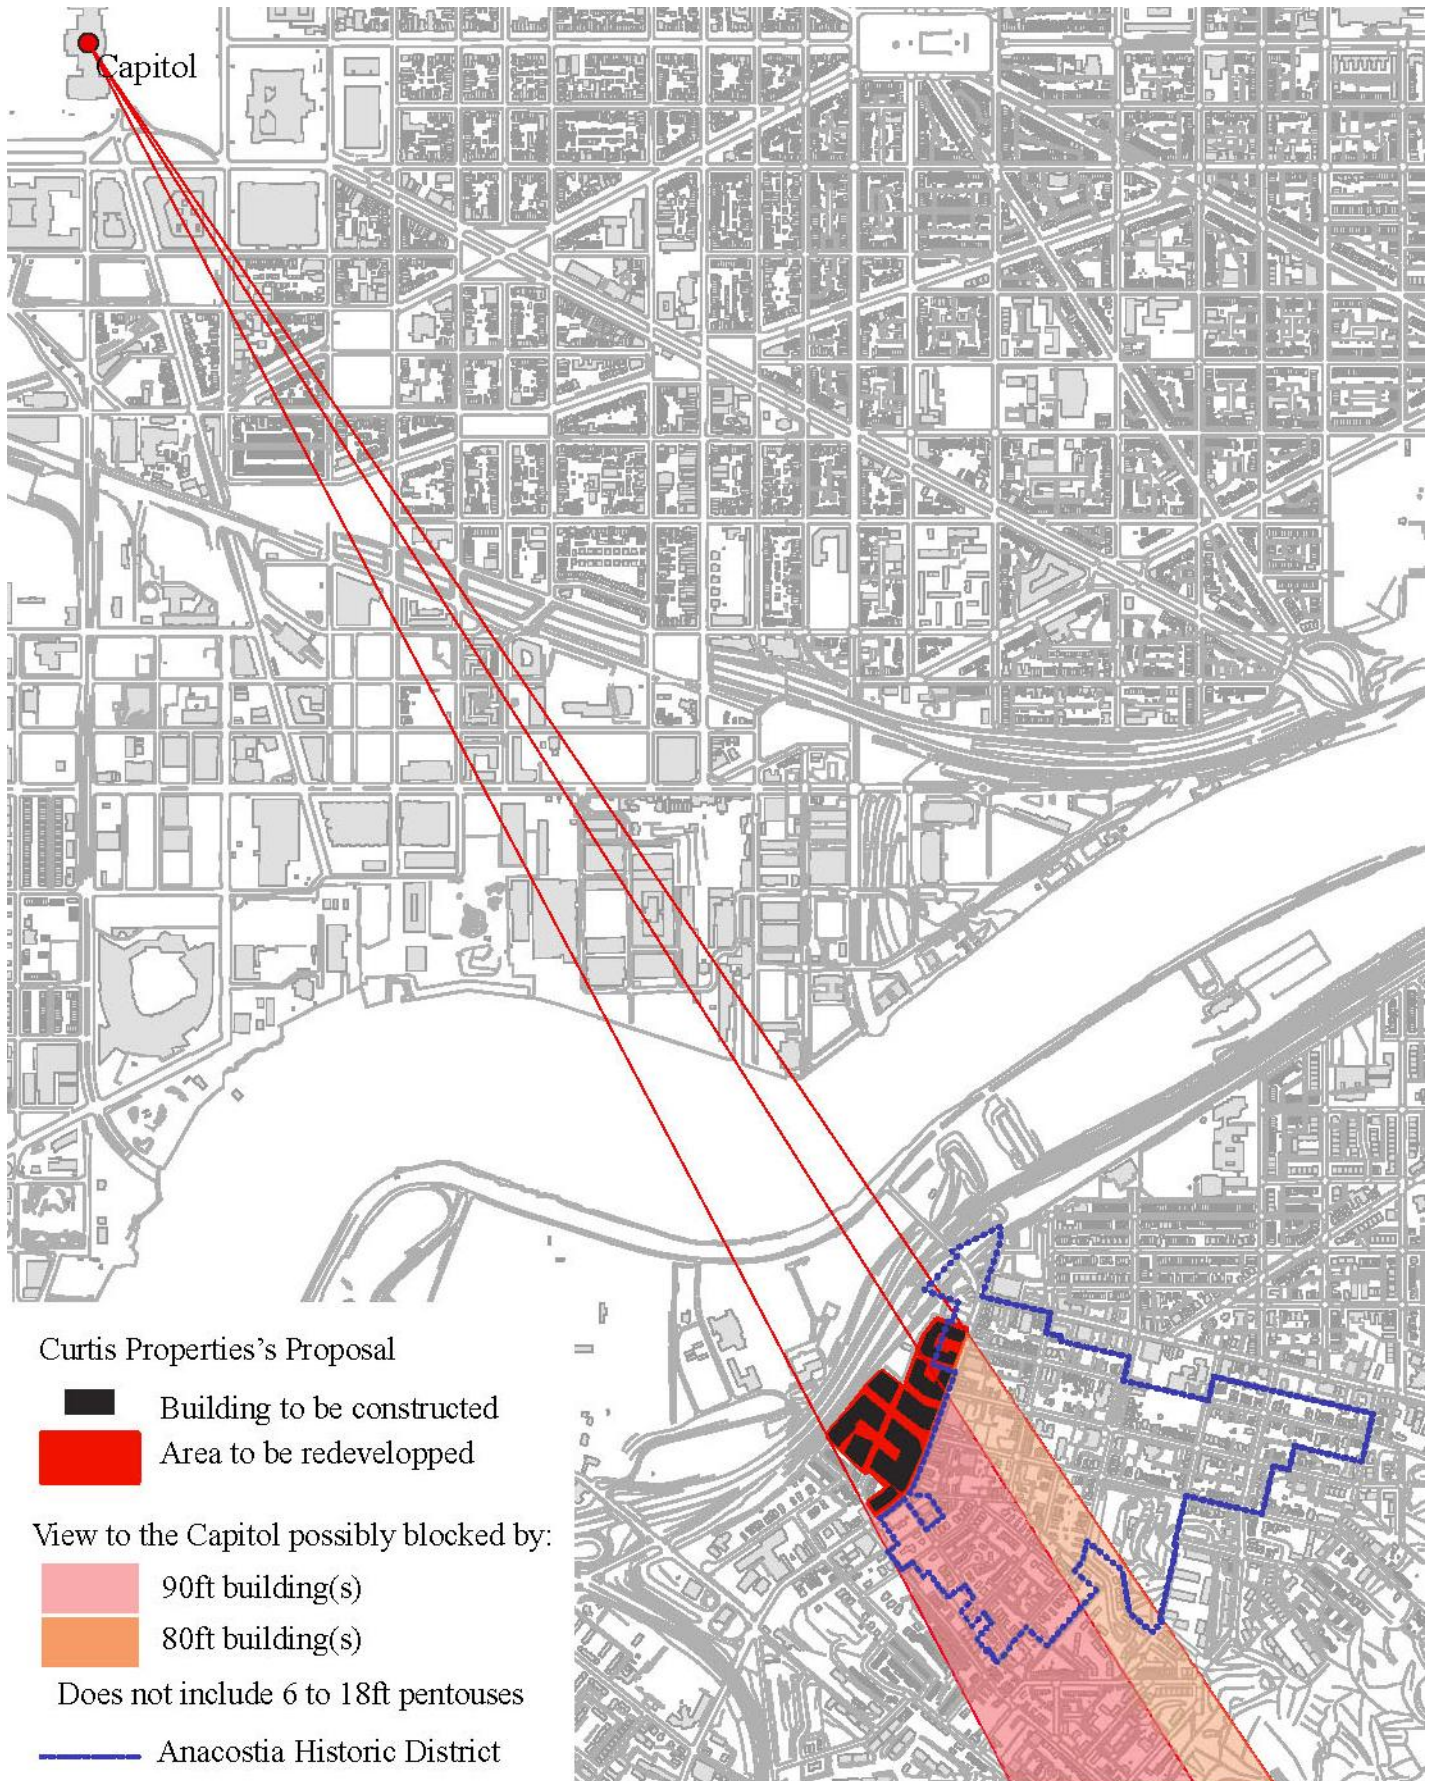 Capitol
Curtis Properties's Proposal
Building to be constructed
Area to be redevelopped
View to the Capitol possibly blocked by:
90ft building(s)
80ft building(s)
Does not include 6 to 18ft pentouses
Anacostia Historic District